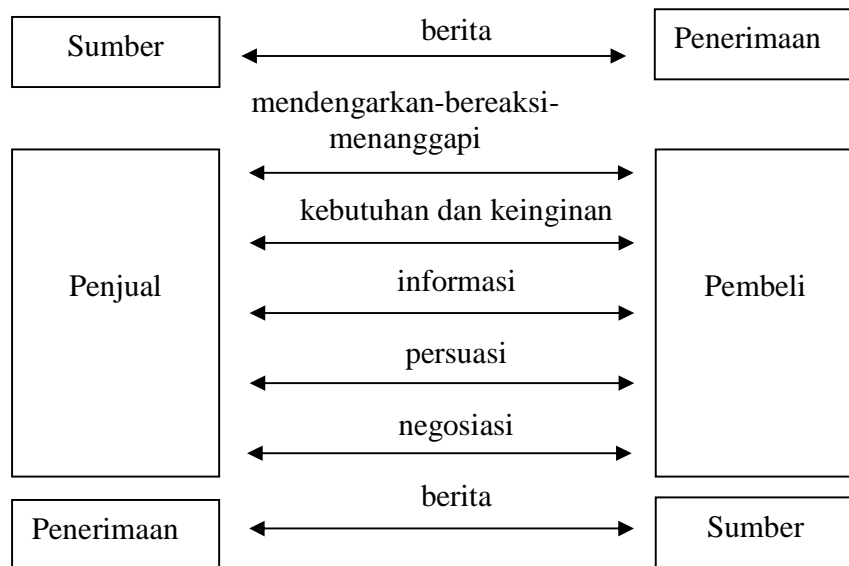 berita
Sumber
Penerimaan
mendengarkan-bereaksi-
menanggapi
kebutuhan dan keinginan
Penjual
informasi
Pembeli
persuasi
negosiasi
berita
Penerimaan
Sumber